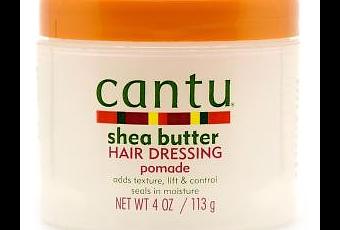 cantu®
shea butter
HAIR DRESSING
pomade
adds texture, lift & control
seals in moisture
NET WT 4 OZ / 113 g